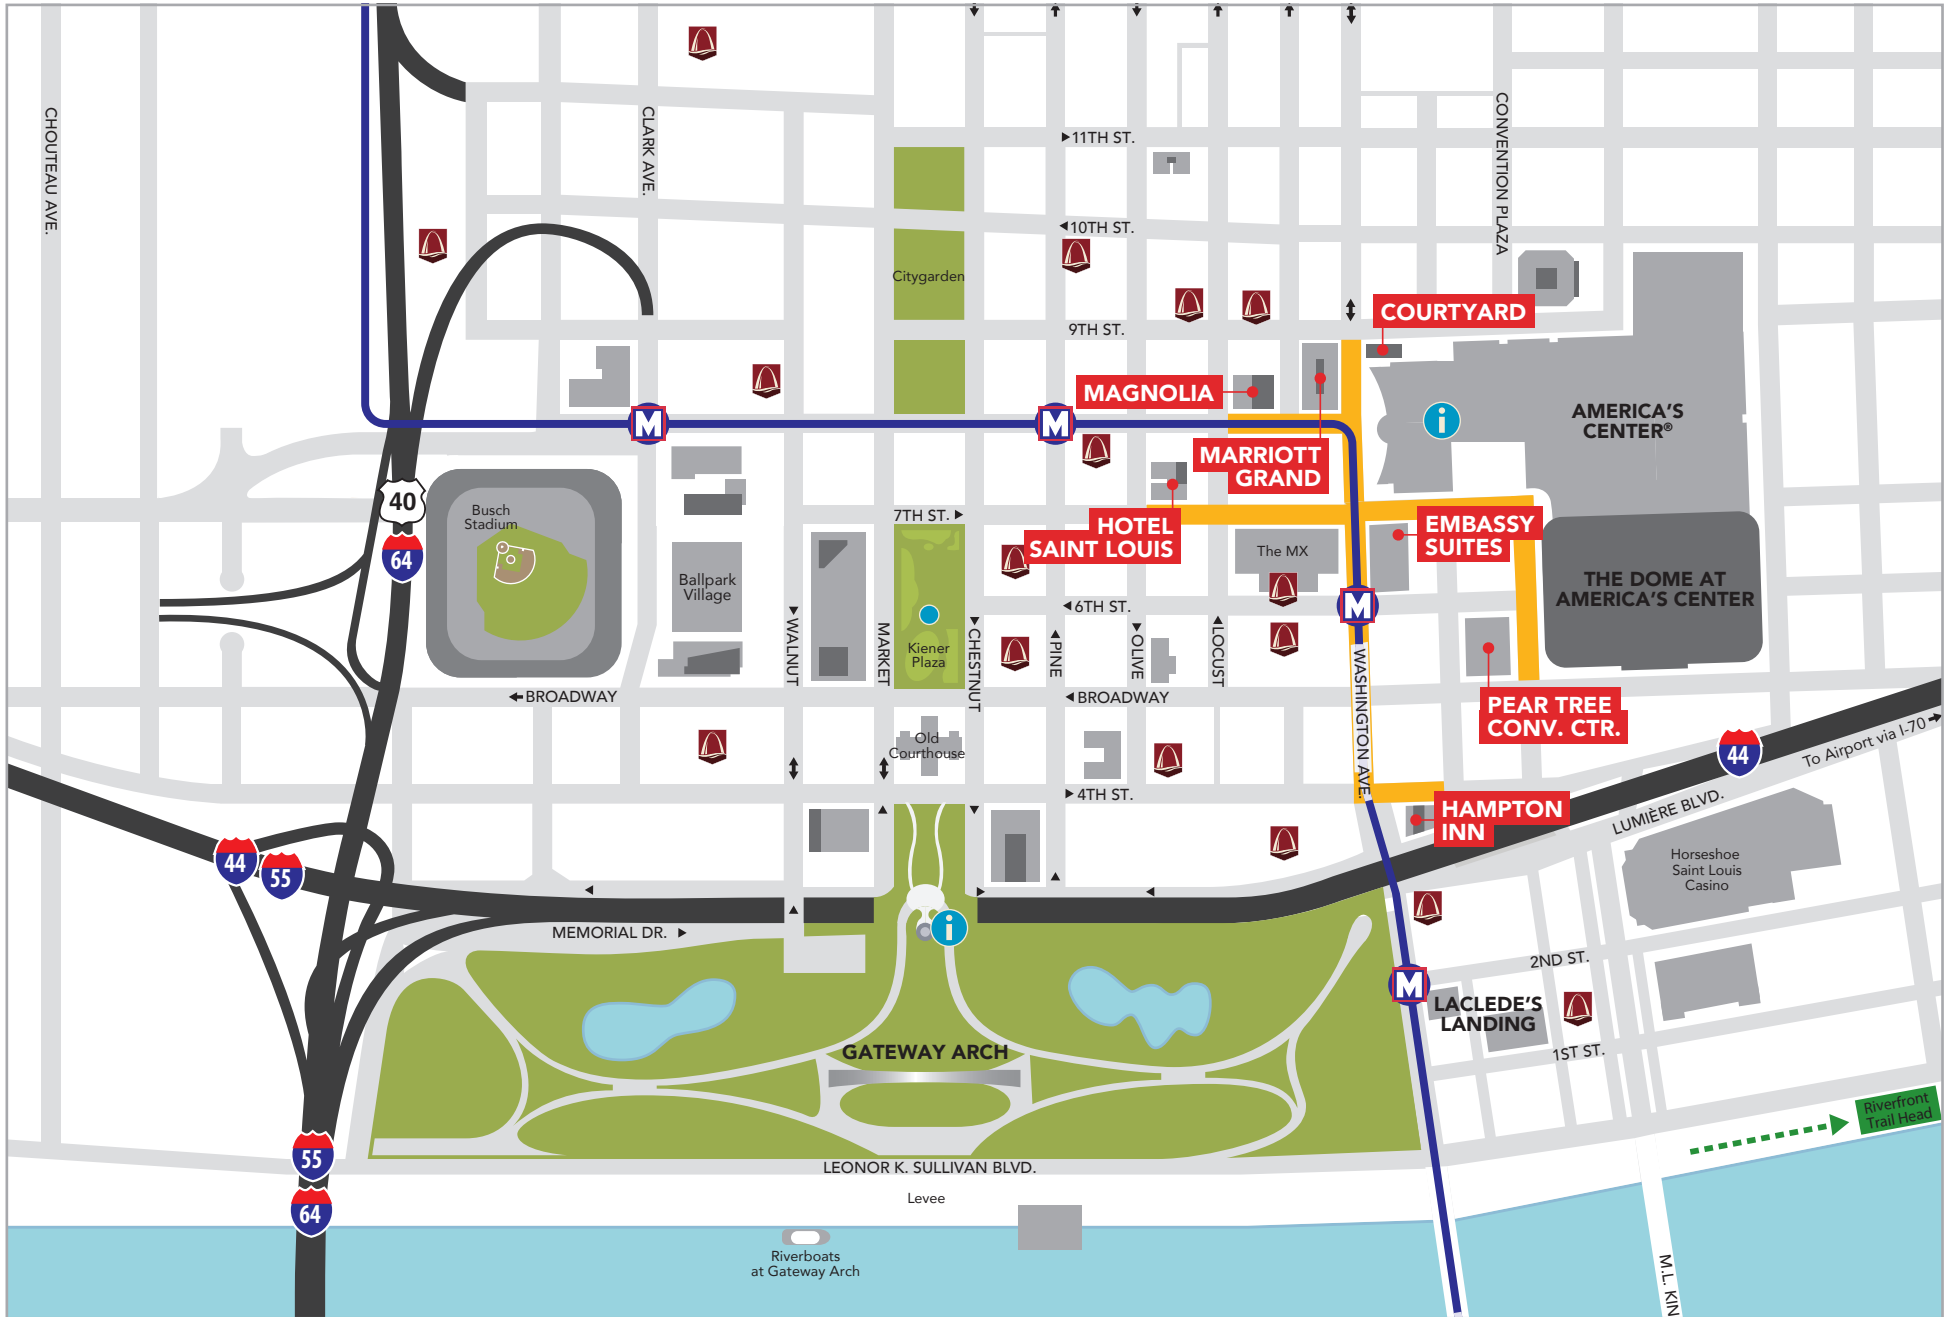 CHOUTEAU AVE.
CLARK AVE.
CONVENTION PLAZA
11TH ST.
10TH ST.
Citygarden
9TH ST.
COURTYARD
MAGNOLIA
MARRIOTT
GRAND
AMERICA'S
CENTER®
i
M
M
40
64
Busch
Stadium
7TH ST.
HOTEL
SAINT LOUIS
The MX
EMBASSY
SUITES
THE DOME AT
AMERICA'S CENTER
Ballpark
Village
6TH ST.
M
WALNUT
MARKET
Kiener
Plaza
CHESTNUT
PINE
OLIVE
LOCUST
WASHINGTON AVE.
BROADWAY
BROADWAY
PEAR TREE
CONV. CTR.
Old
Courthouse
4TH ST.
44
To Airport via I-70
LUMIÈRE BLVD.
HAMPTON
INN
44
55
Horseshoe
Saint Louis
Casino
MEMORIAL DR.
i
2ND ST.
M
LACLEDE'S
LANDING
1ST ST.
GATEWAY ARCH
Riverfront
Trail Head
55
64
LEONOR K. SULLIVAN BLVD.
Levee
Riverboats
at Gateway Arch
M.L. KIN